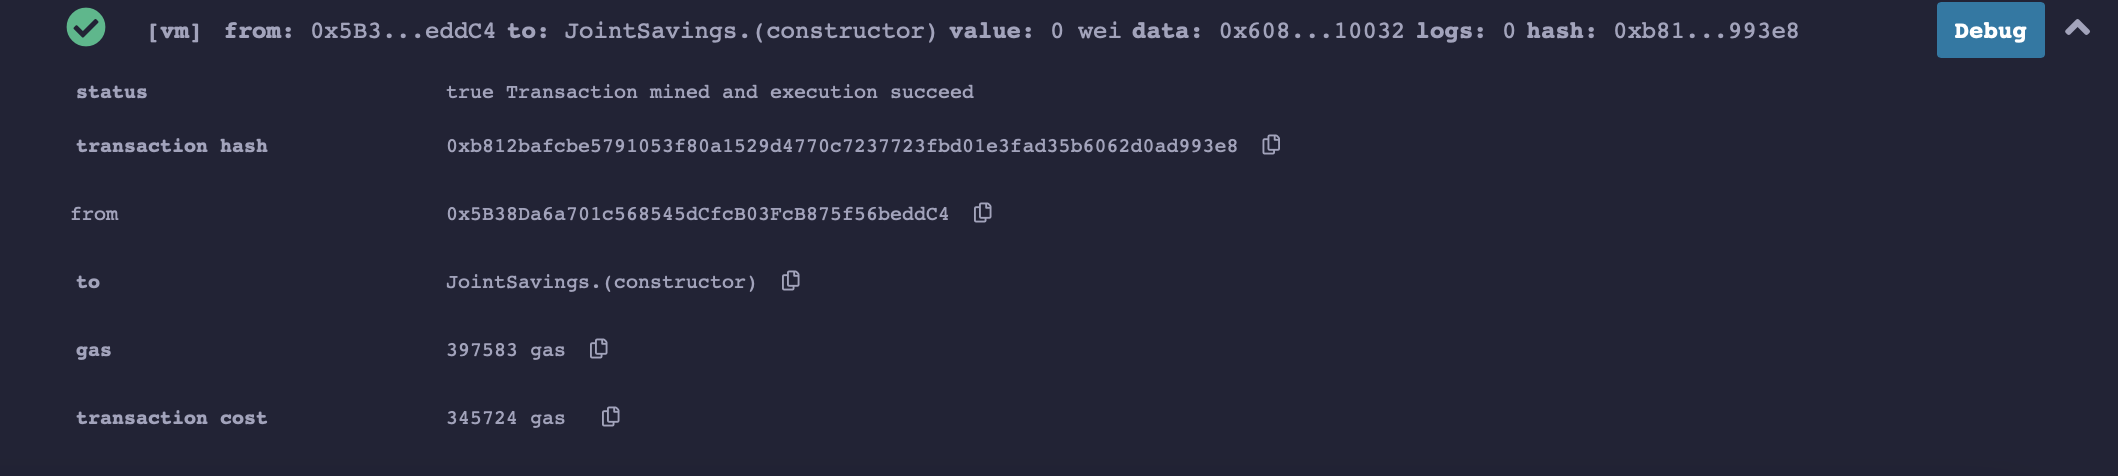 [vm] from: 0x5B3...eddC4 to: JointSavings.(constructor) value: 0 wei data: 0x608...10032 logs: 0 hash: 0xb81...993e8 Debug
status true Transaction mined and execution succeed
transaction hash 0xb812bafcbe5791053f80a1529d4770c7237723fbd01e3fad35b6062d0ad993e8
from 0x5B38Da6a701c568545dCfcB03FcB875f56beddC4
to JointSavings.(constructor)
gas 397583 gas
transaction cost 345724 gas